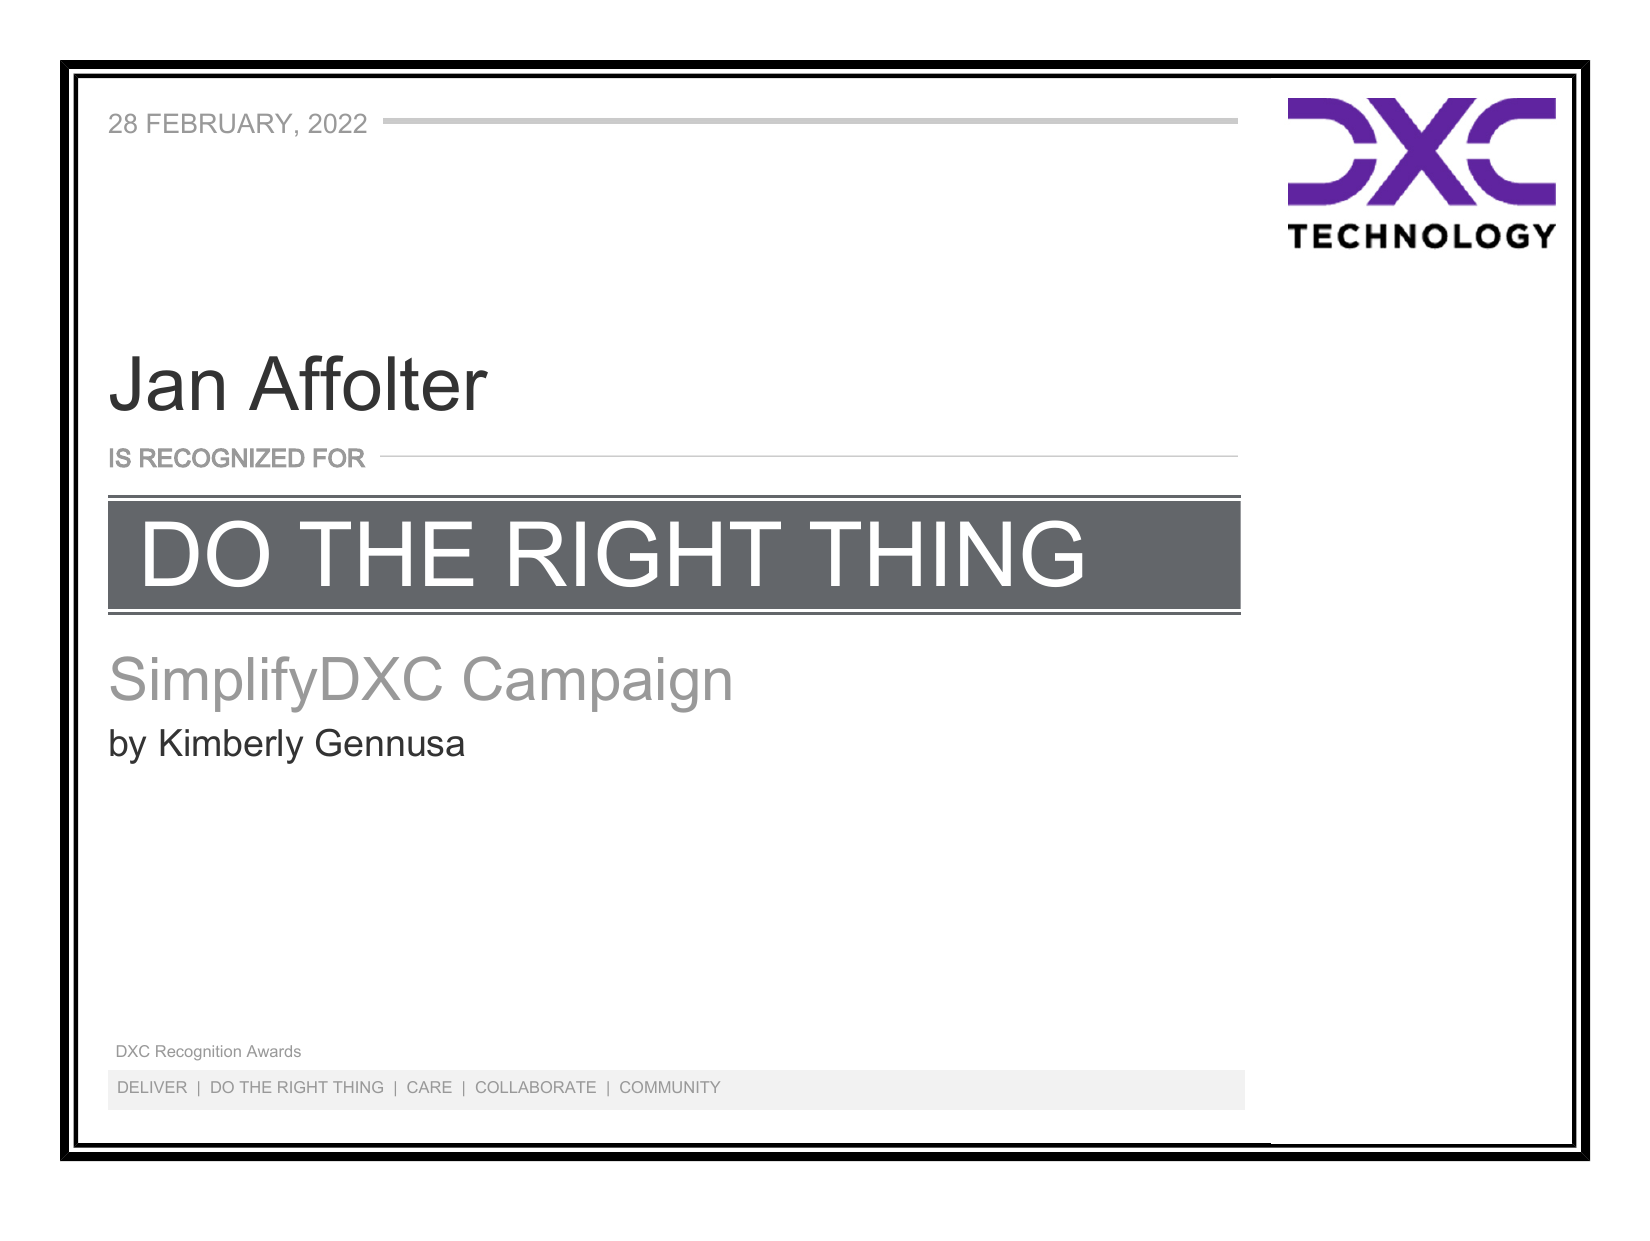 28 FEBRUARY, 2022
DXC
TECHNOLOGY
Jan Affolter
IS RECOGNIZED FOR
DO THE RIGHT THING
SimplifyDXC Campaign
by Kimberly Gennusa
DXC Recognition Awards
DELIVER | DO THE RIGHT THING | CARE | COLLABORATE | COMMUNITY